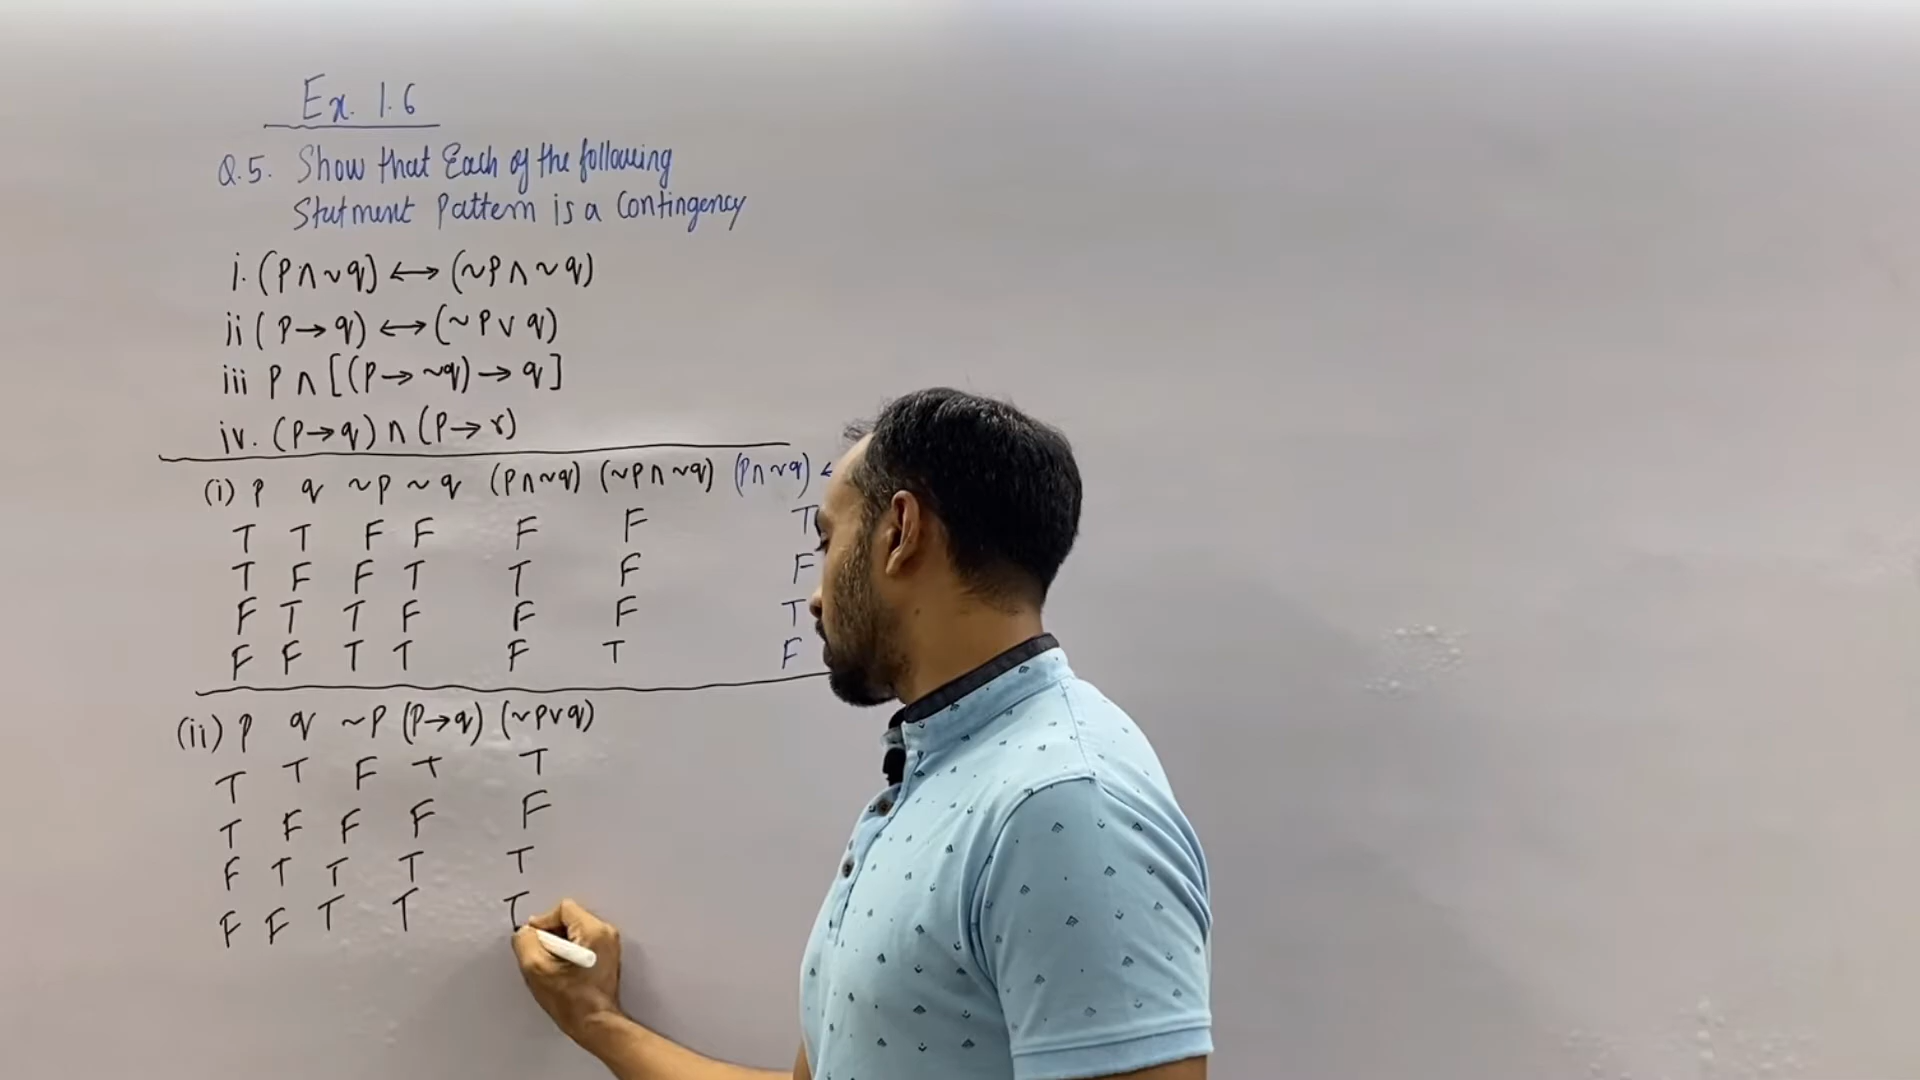 Ex. 1.6
Q.5. Show that Each of the following
Statment Pattern is a Contingency
i. (p ∧ ~q) ↔ (~p ∧ ~q)
ii (p → q) ↔ (~p ∨ q)
iii p ∧ [(p → ~q) → q]
iv. (p → q) ∧ (p → r)
(i) p q ~p ~q (p ∧ ~q) (~p ∧ ~q) (p ∧ ~q) ↔
T T F F F F T
T F F T T F F
F T T F F F T
F F T T F T F
(ii) p q ~p (p → q) (~p ∨ q)
T T F T T
T F F F F
F T T T T
F F T T T